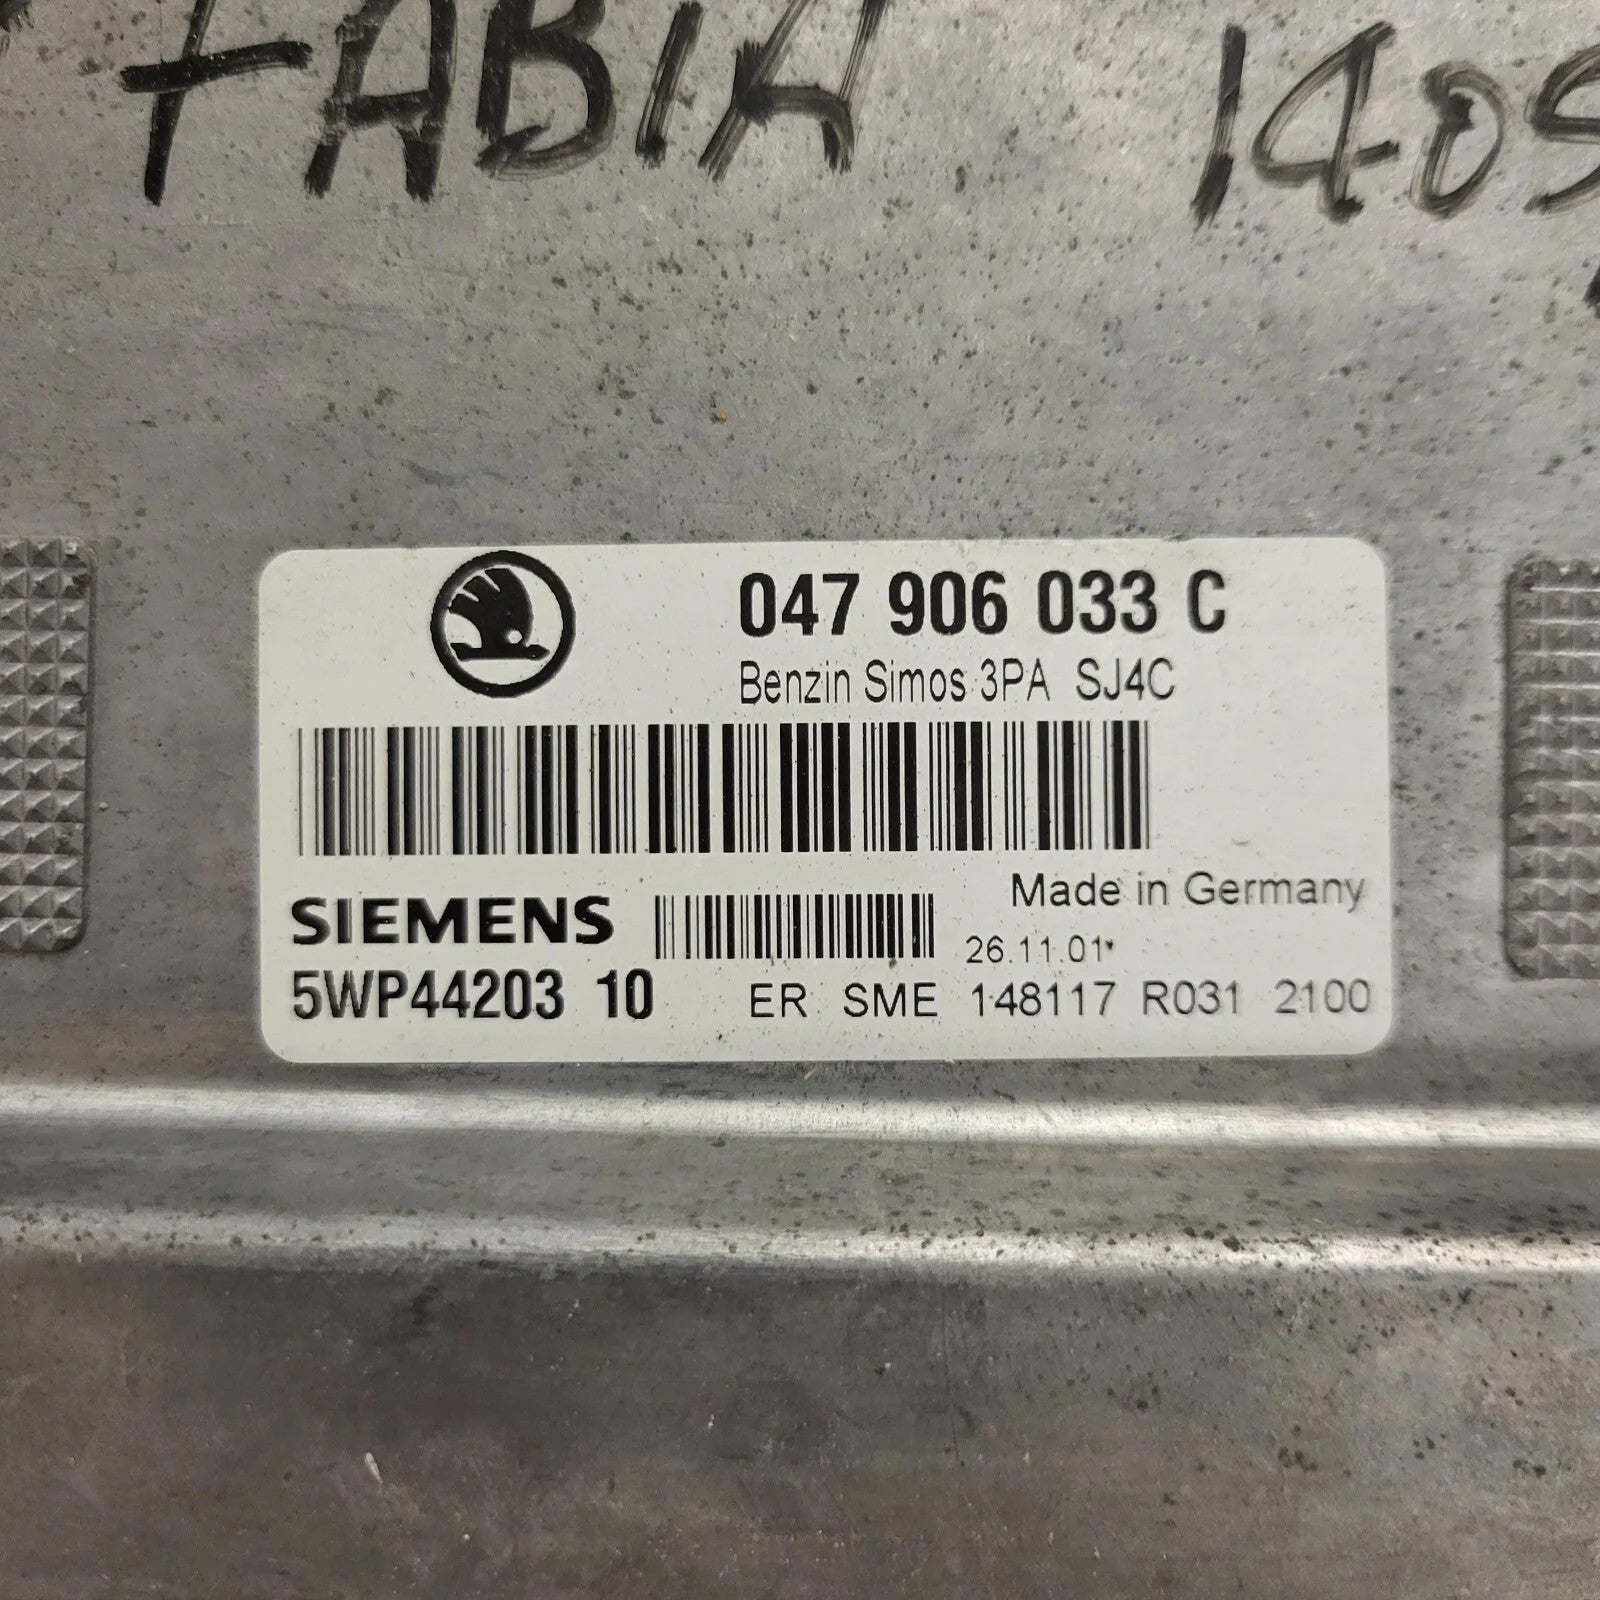 FABIA 1409
047 906 033 C
Benzin Simos 3PA SJ4C
Made in Germany
SIEMENS
26.11.01*
5WP44203 10 ER SME 148117 R031 2100